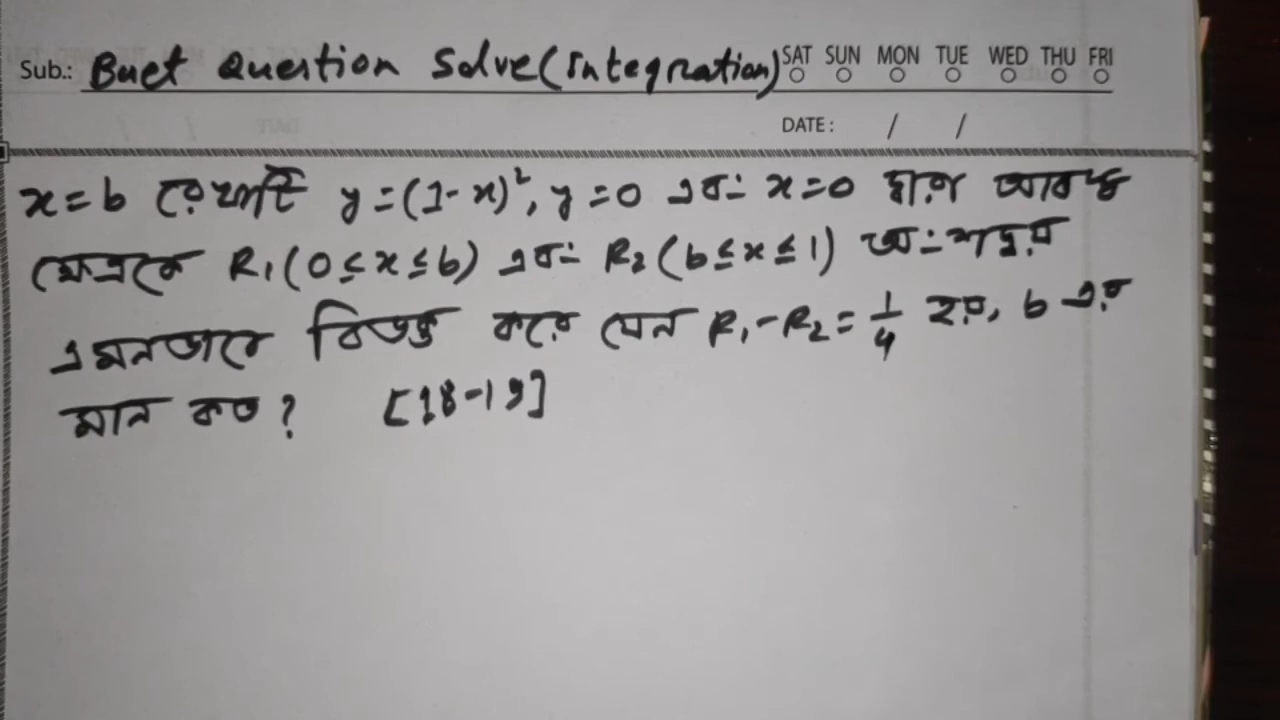 Sub.: Buet Question Solve (Integration) SAT SUN MON TUE WED THU FRI
DATE: / /
x = b রেখাটি y = (1-x)², y = 0 এবং x = 0 দ্বারা আবদ্ধ
ক্ষেত্রকে R₁ (0 ≤ x ≤ b) এবং R₂ (b ≤ x ≤ 1) অংশদ্বয়
এমনভাবে বিভক্ত করে যেন R₁ - R₂ = 1/4 হয়, b এর
মান কত? [18-19]